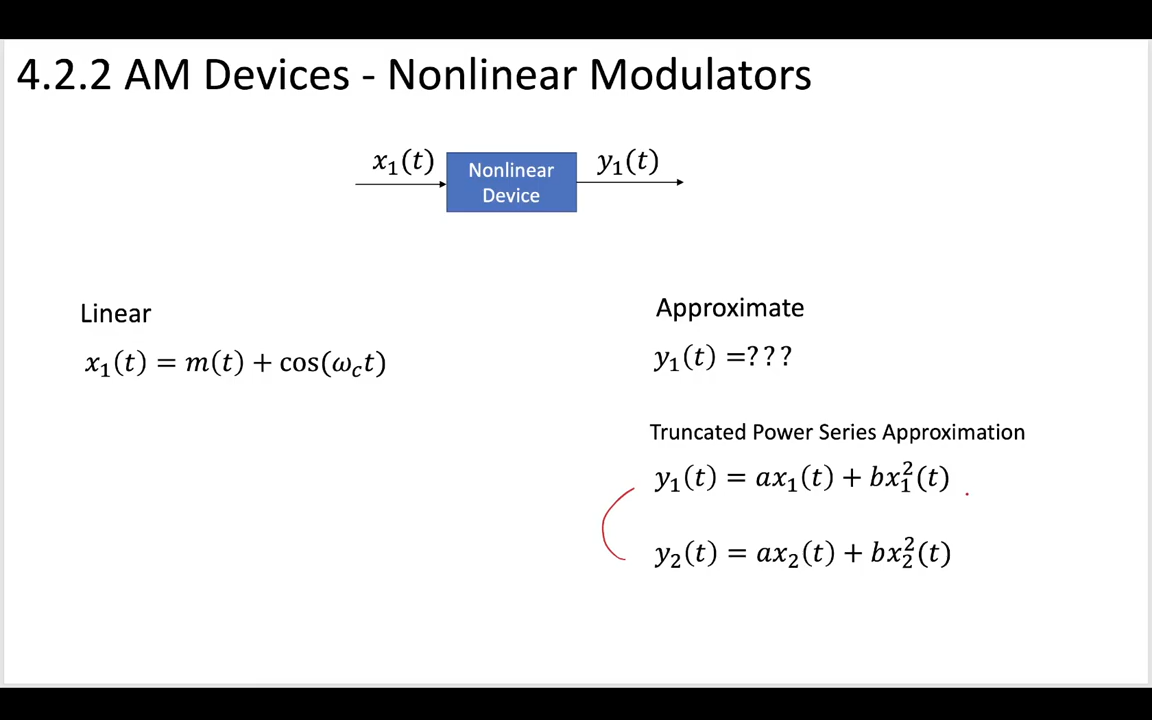 4.2.2 AM Devices - Nonlinear Modulators
x₁(t)
Nonlinear
Device
y₁(t)
Linear
x₁(t) = m(t) + cos(ω_c t)
Approximate
y₁(t) =???
Truncated Power Series Approximation
y₁(t) = ax₁(t) + bx₁²(t)
y₂(t) = ax₂(t) + bx₂²(t)